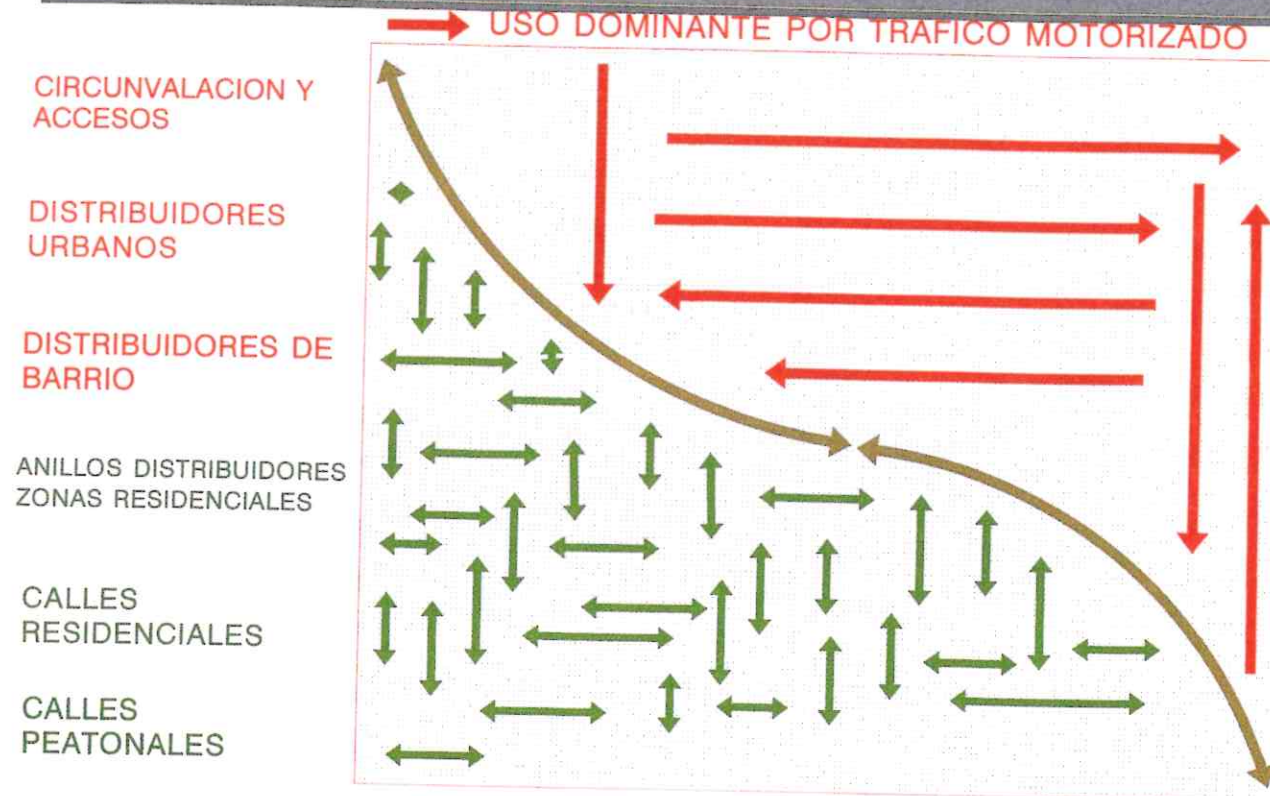 USO DOMINANTE POR TRAFICO MOTORIZADO
CIRCUNVALACION Y
ACCESOS
DISTRIBUIDORES
URBANOS
DISTRIBUIDORES DE
BARRIO
ANILLOS DISTRIBUIDORES
ZONAS RESIDENCIALES
CALLES
RESIDENCIALES
CALLES
PEATONALES